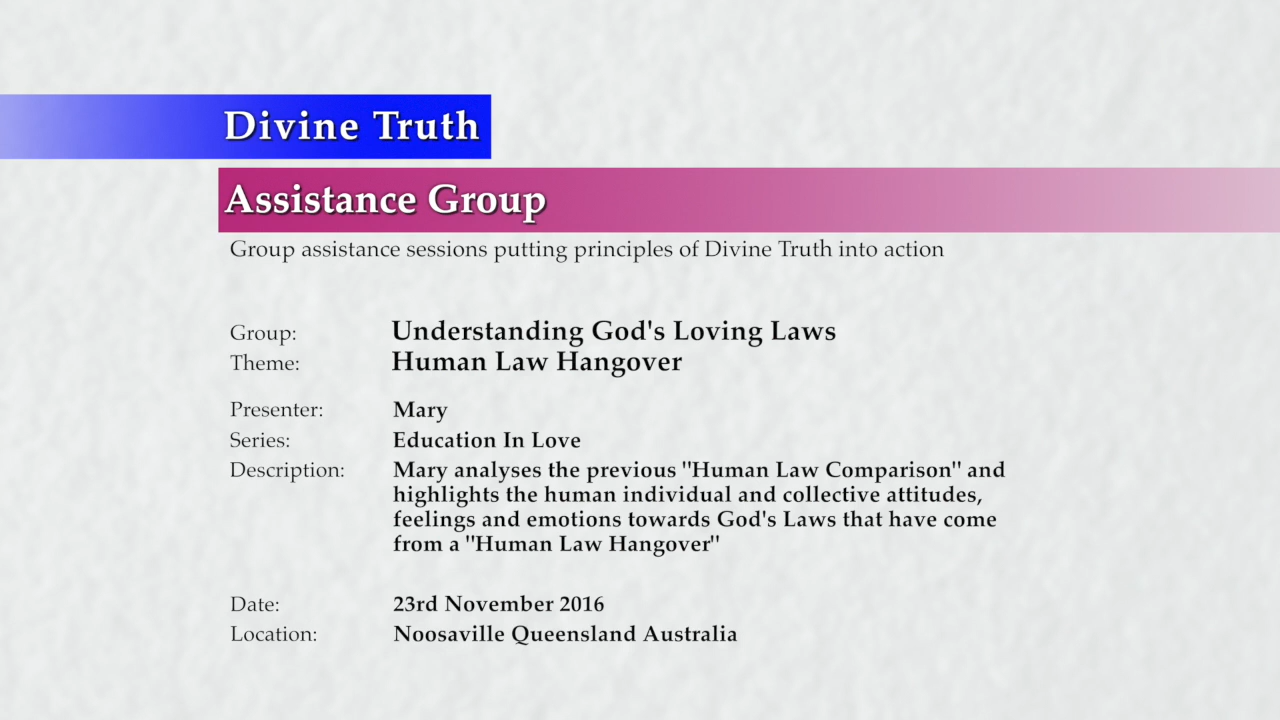 Divine Truth
Assistance Group
Group assistance sessions putting principles of Divine Truth into action
Group: Understanding God's Loving Laws
Theme: Human Law Hangover
Presenter: Mary
Series: Education In Love
Description: Mary analyses the previous "Human Law Comparison" and
highlights the human individual and collective attitudes,
feelings and emotions towards God's Laws that have come
from a "Human Law Hangover"
Date: 23rd November 2016
Location: Noosaville Queensland Australia